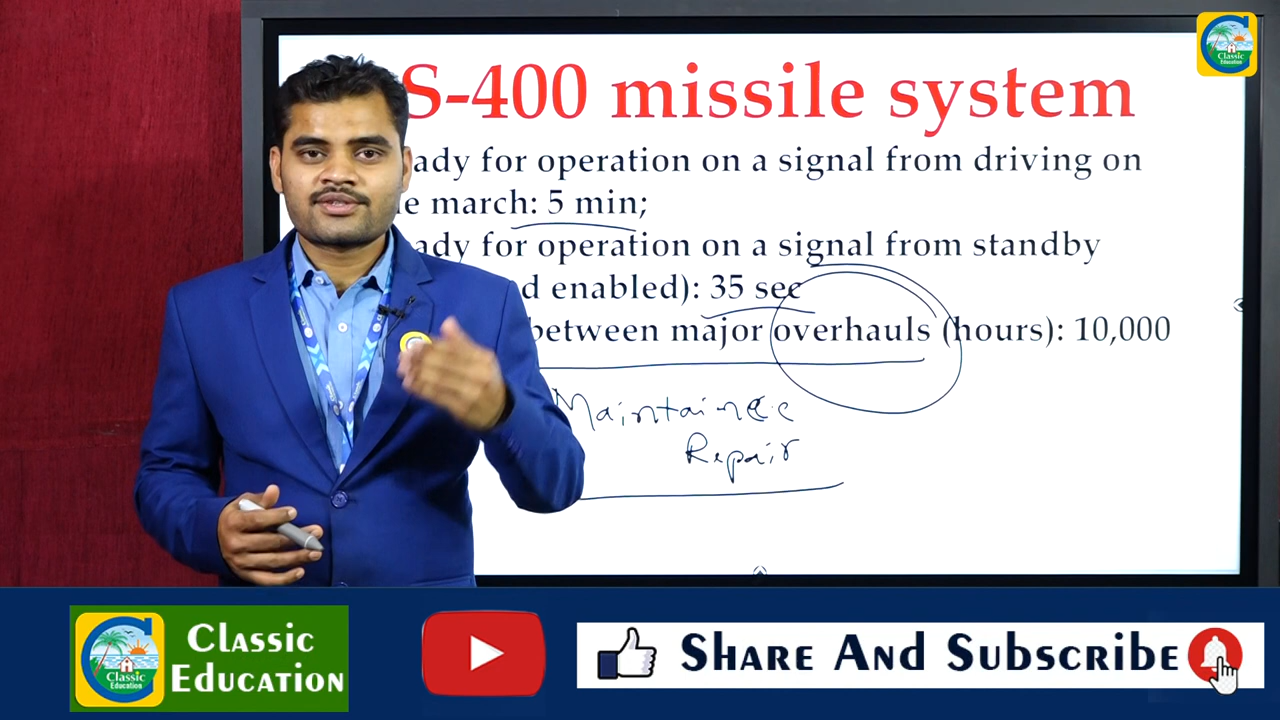 S-400 missile system
ady for operation on a signal from driving on
e march: 5 min;
ady for operation on a signal from standby
d enabled): 35 sec
between major overhauls (hours): 10,000
Maintainece
Repair
Classic
Education
Classic
Education
Classic
EDUCATION
SHARE AND SUBSCRIBE